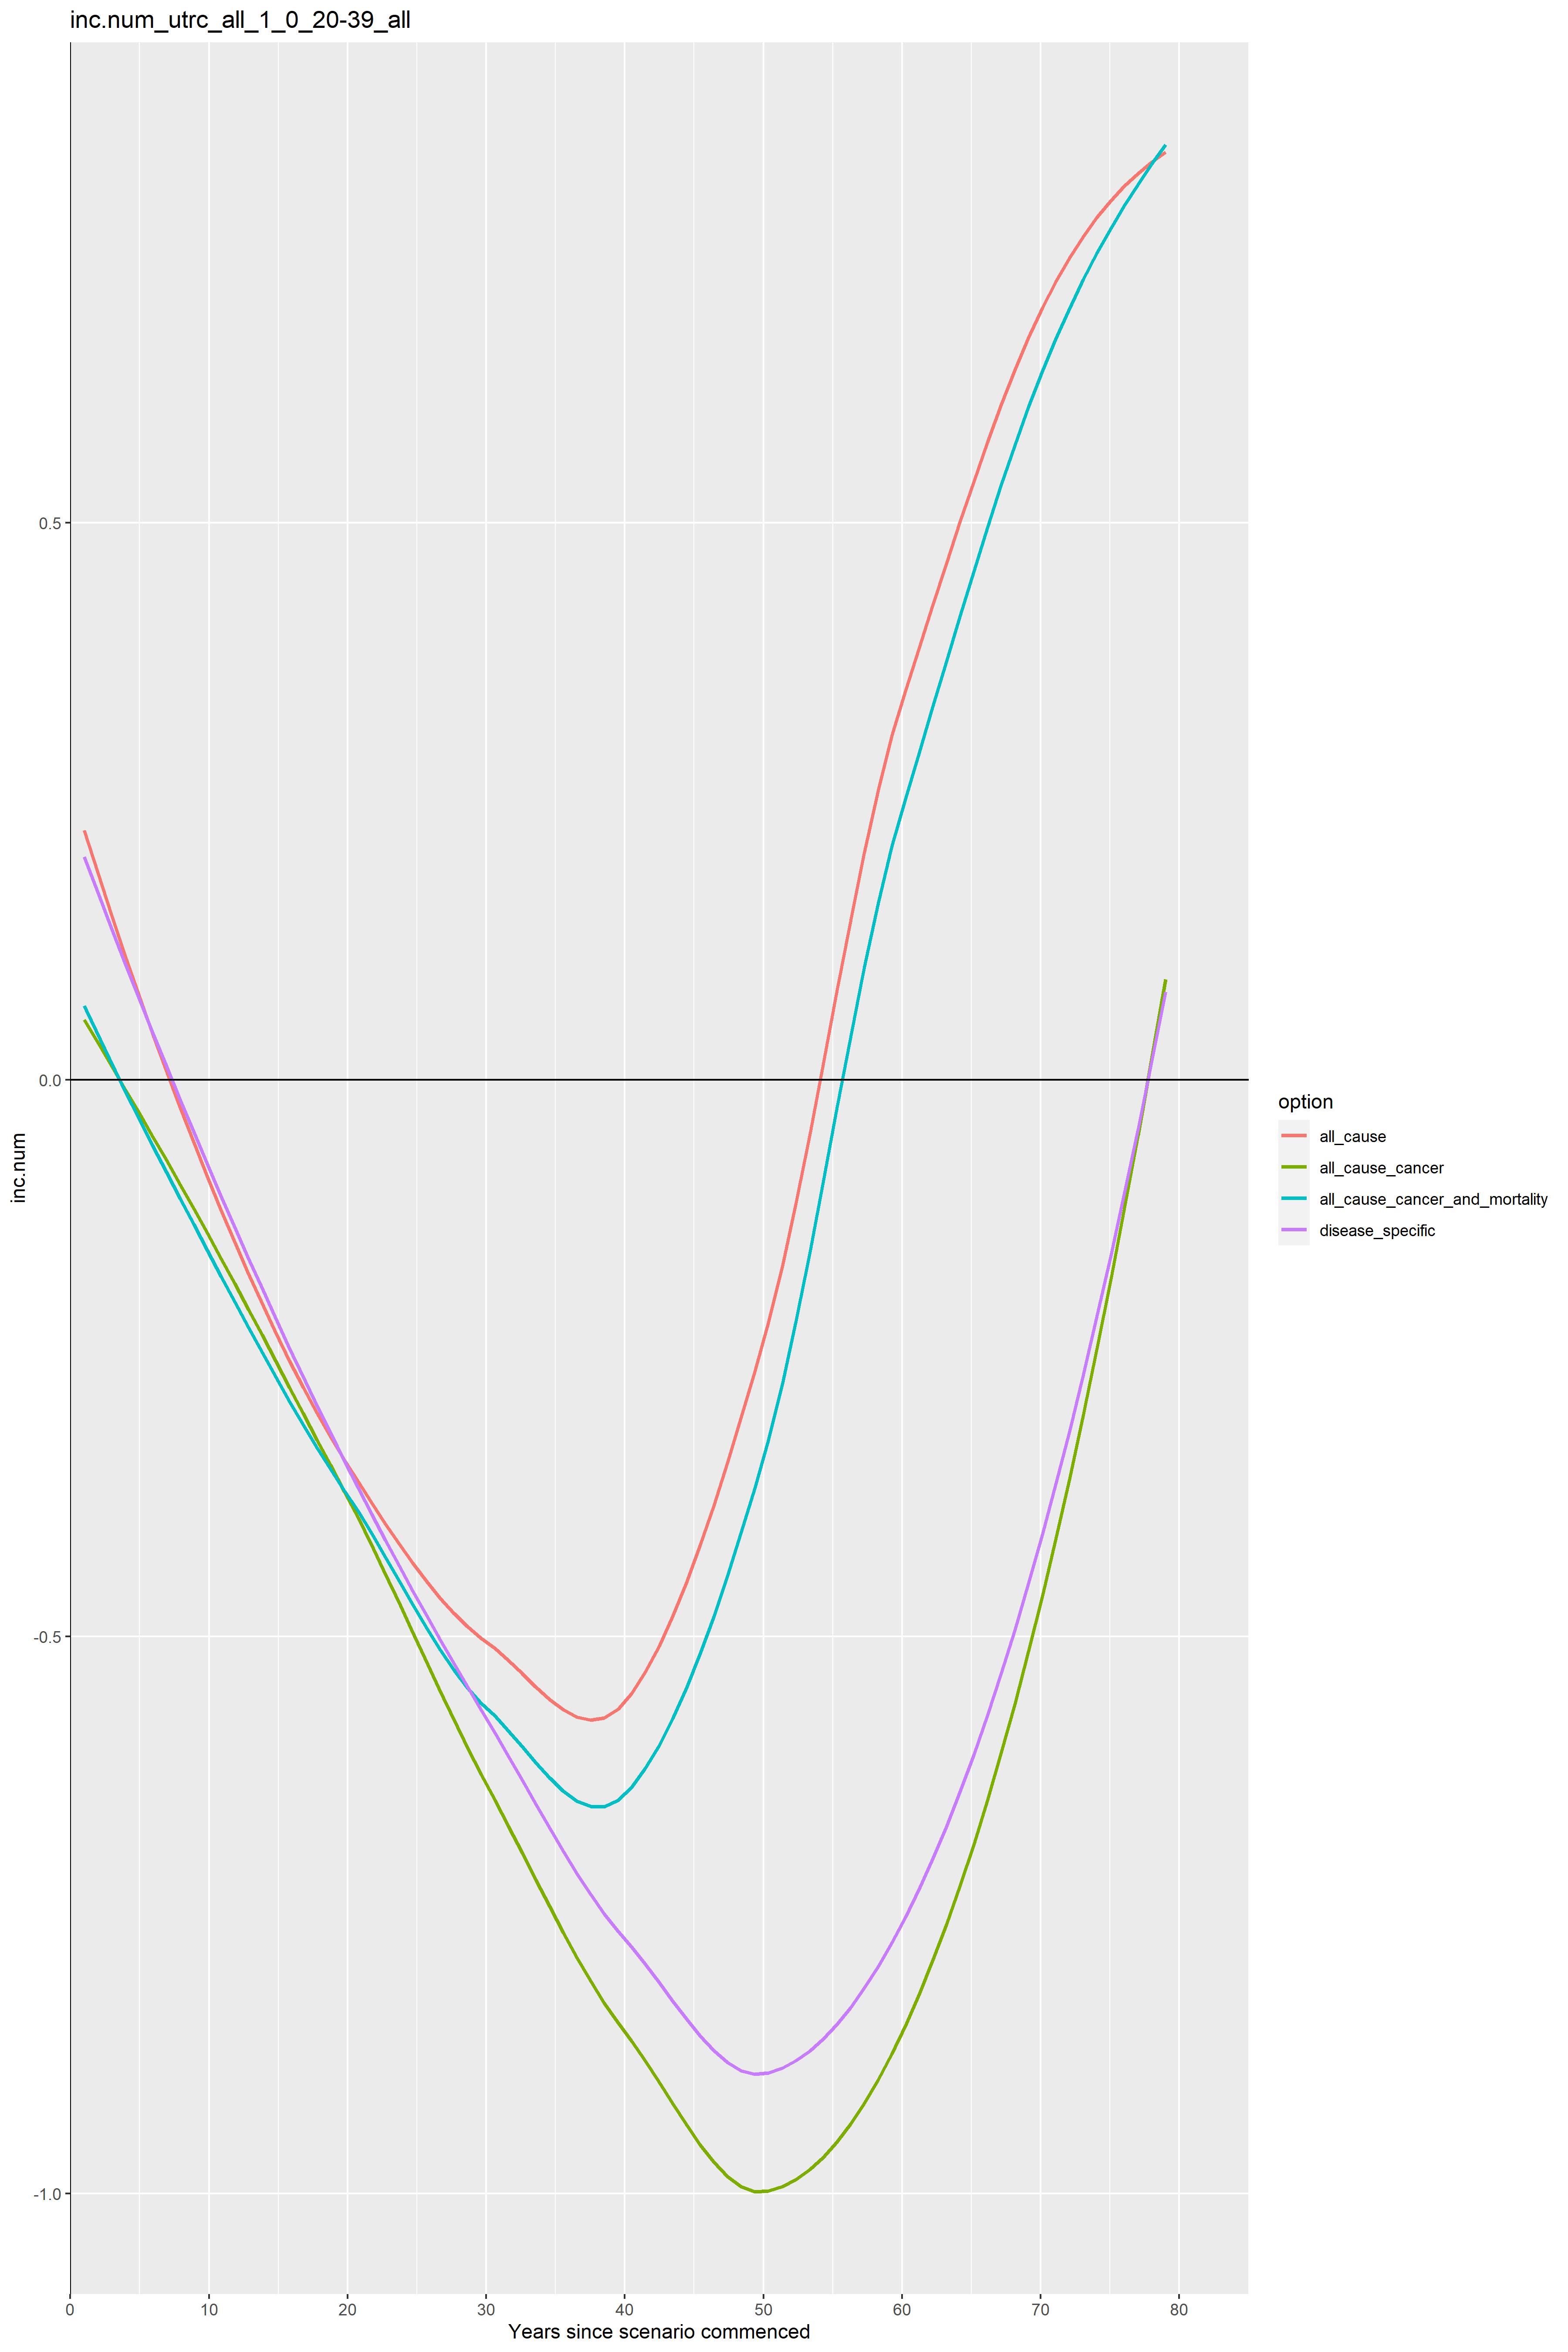 inc.num_utrc_all_1_0_20-39_all
inc.num
0.5
0.0
-0.5
-1.0
0 10 20 30 40 50 60 70 80
Years since scenario commenced
option
all_cause
all_cause_cancer
all_cause_cancer_and_mortality
disease_specific